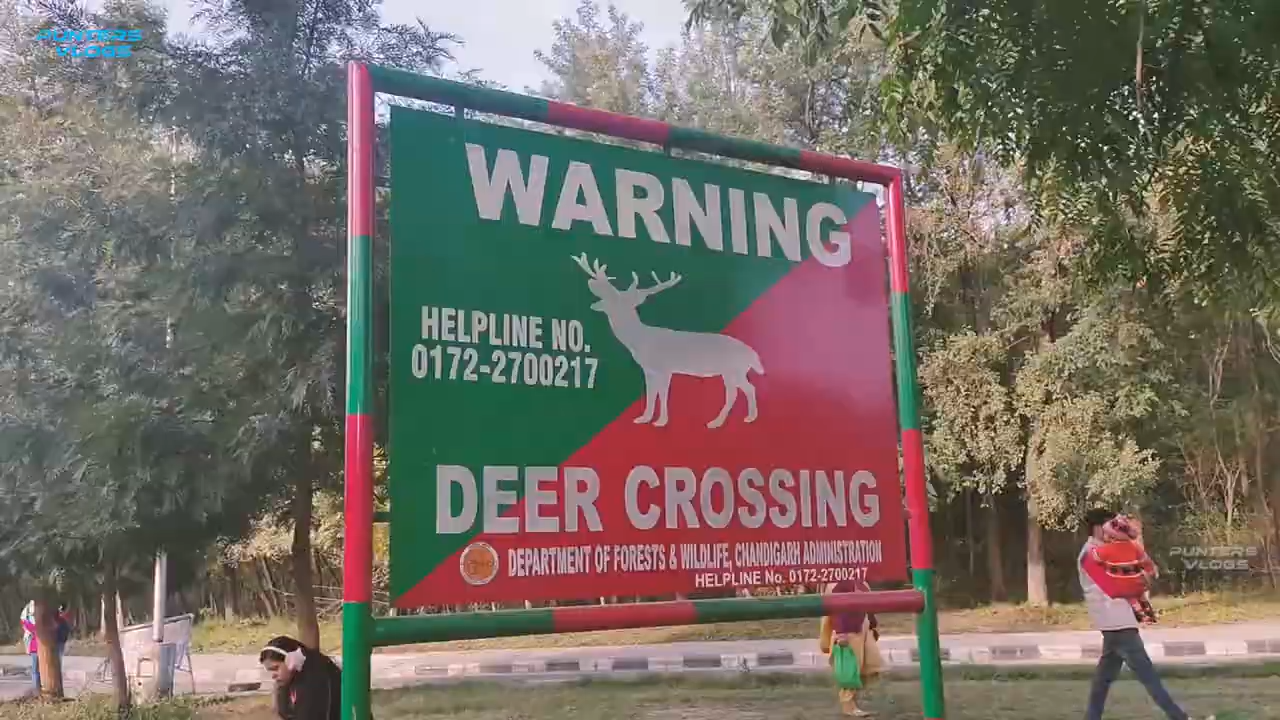 PUNTERS
VLOGS
WARNING
HELPLINE NO.
0172-2700217
DEER CROSSING
DEPARTMENT OF FORESTS & WILDLIFE, CHANDIGARH ADMINISTRATION
HELPLINE No. 0172-2700217
PUNTERS
VLOGS